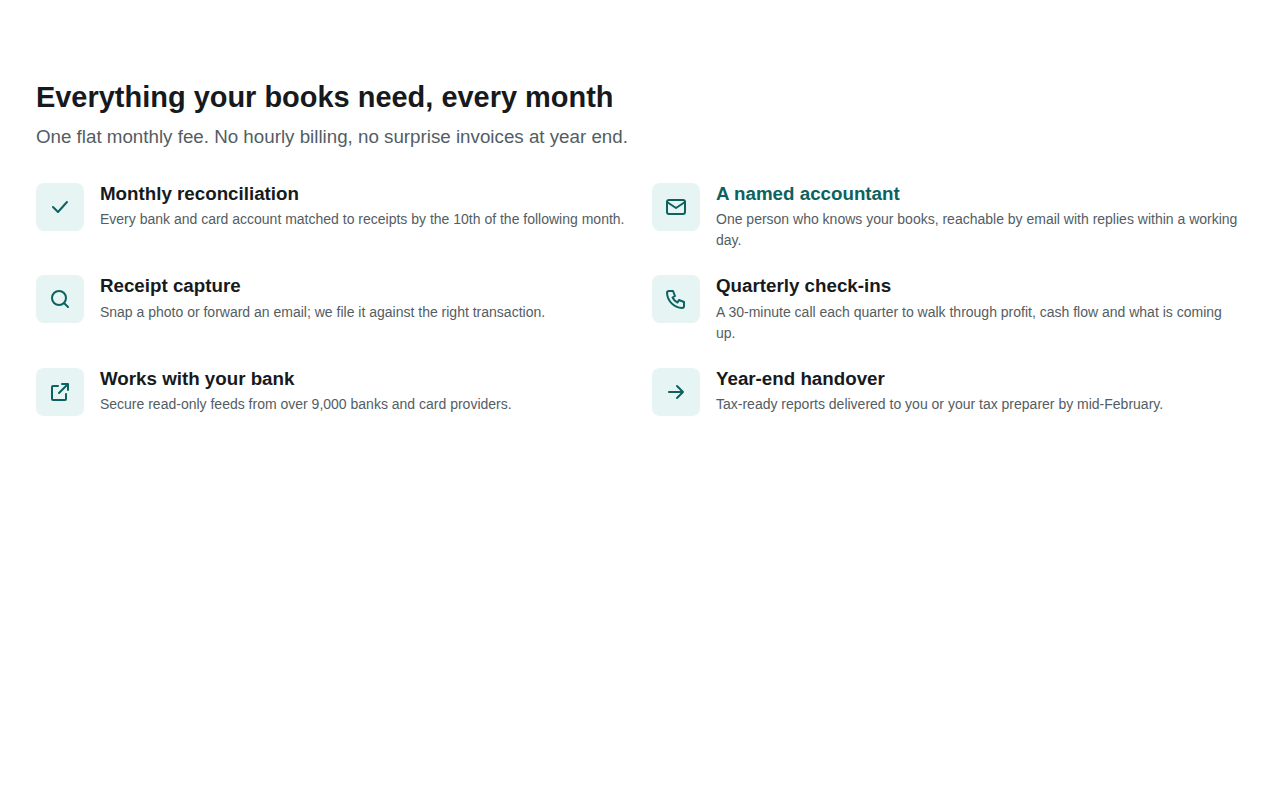 Everything your books need, every month
One flat monthly fee. No hourly billing, no surprise invoices at year end.
Monthly reconciliation
Every bank and card account matched to receipts by the 10th of the following month.
A named accountant
One person who knows your books, reachable by email with replies within a working
day.
Receipt capture
Snap a photo or forward an email; we file it against the right transaction.
Quarterly check-ins
A 30-minute call each quarter to walk through profit, cash flow and what is coming
up.
Works with your bank
Secure read-only feeds from over 9,000 banks and card providers.
Year-end handover
Tax-ready reports delivered to you or your tax preparer by mid-February.